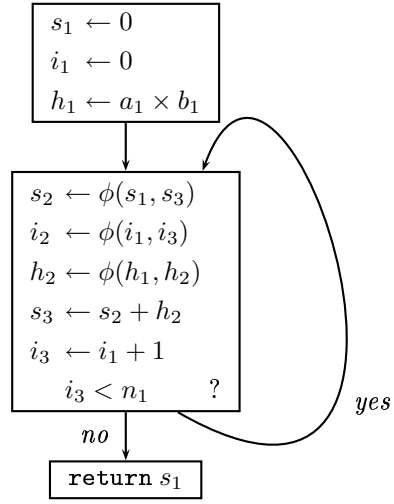 s₁ ← 0
i₁ ← 0
h₁ ← a₁ × b₁
s₂ ← ϕ(s₁, s₃)
i₂ ← ϕ(i₁, i₃)
h₂ ← ϕ(h₁, h₂)
s₃ ← s₂ + h₂
i₃ ← i₁ + 1
i₃ < n₁ ?
yes
no
return s₁